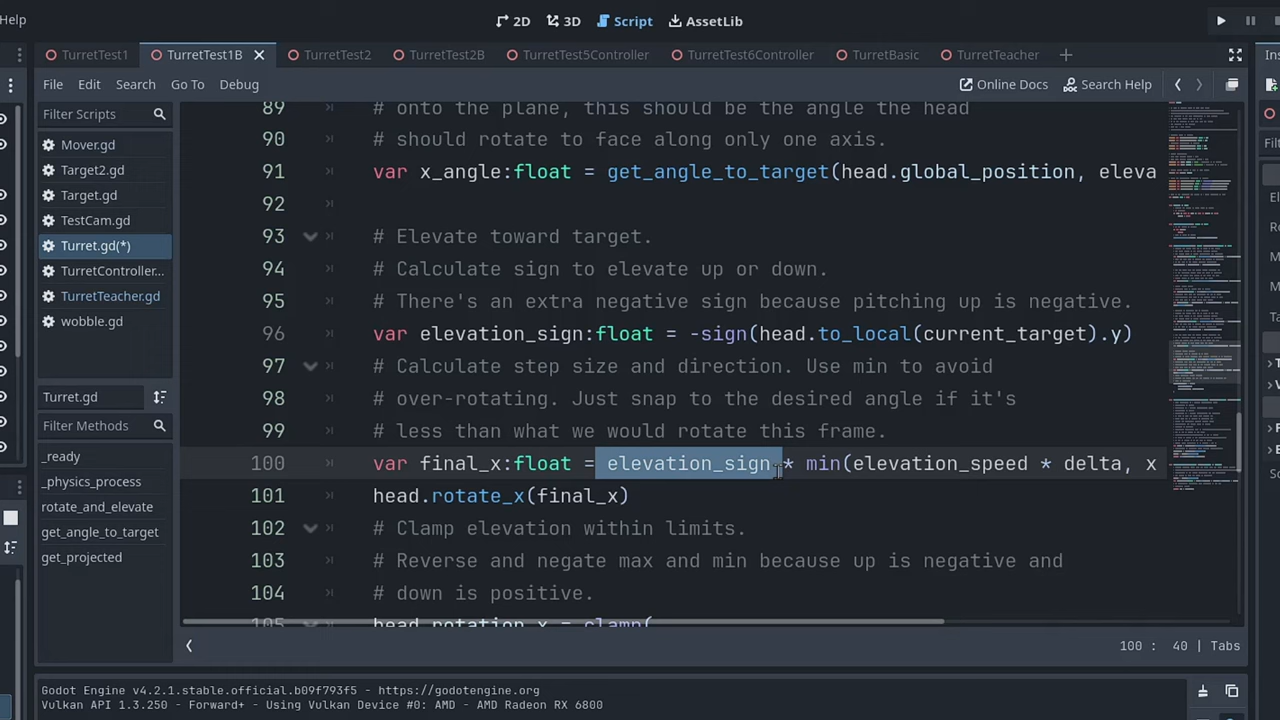 Help
2D
3D
Script
AssetLib
TurretTest1
TurretTest1B
TurretTest2
TurretTest2B
TurretTest5Controller
TurretTest6Controller
TurretBasic
TurretTeacher
Ins
File
Edit
Search
Go To
Debug
Online Docs
Search Help
Filter Scripts
Mover.gd
Target2.gd
Target.gd
TestCam.gd
Turret.gd(*)
TurretController...
TurretTeacher.gd
wobble.gd
Turret.gd
Filter Methods
_ready
_physics_process
rotate_and_elevate
get_angle_to_target
get_projected
89 # onto the plane, this should be the angle the head
90 # should rotate to face along only one axis.
91 var x_angle:float = get_angle_to_target(head.global_position, eleva
92
93 # Elevate toward target.
94 # Calculate sign to elevate up or down.
95 # There's an extra negative sign because pitching up is negative.
96 var elevation_sign:float = -sign(head.to_local(current_target).y)
97 # Calculate step size and direction. Use min to avoid
98 # over-rotating. Just snap to the desired angle if it's
99 # less than what we would rotate this frame.
100 var final_x:float = elevation_sign * min(elevation_speed * delta, x
101 head.rotate_x(final_x)
102 # Clamp elevation within limits.
103 # Reverse and negate max and min because up is negative and
104 # down is positive.
105 head.rotation.x = clamp(
100 : 40 | Tabs
Godot Engine v4.2.1.stable.official.b09f793f5 - https://godotengine.org
Vulkan API 1.3.250 - Forward+ - Using Vulkan Device #0: AMD - AMD Radeon RX 6800